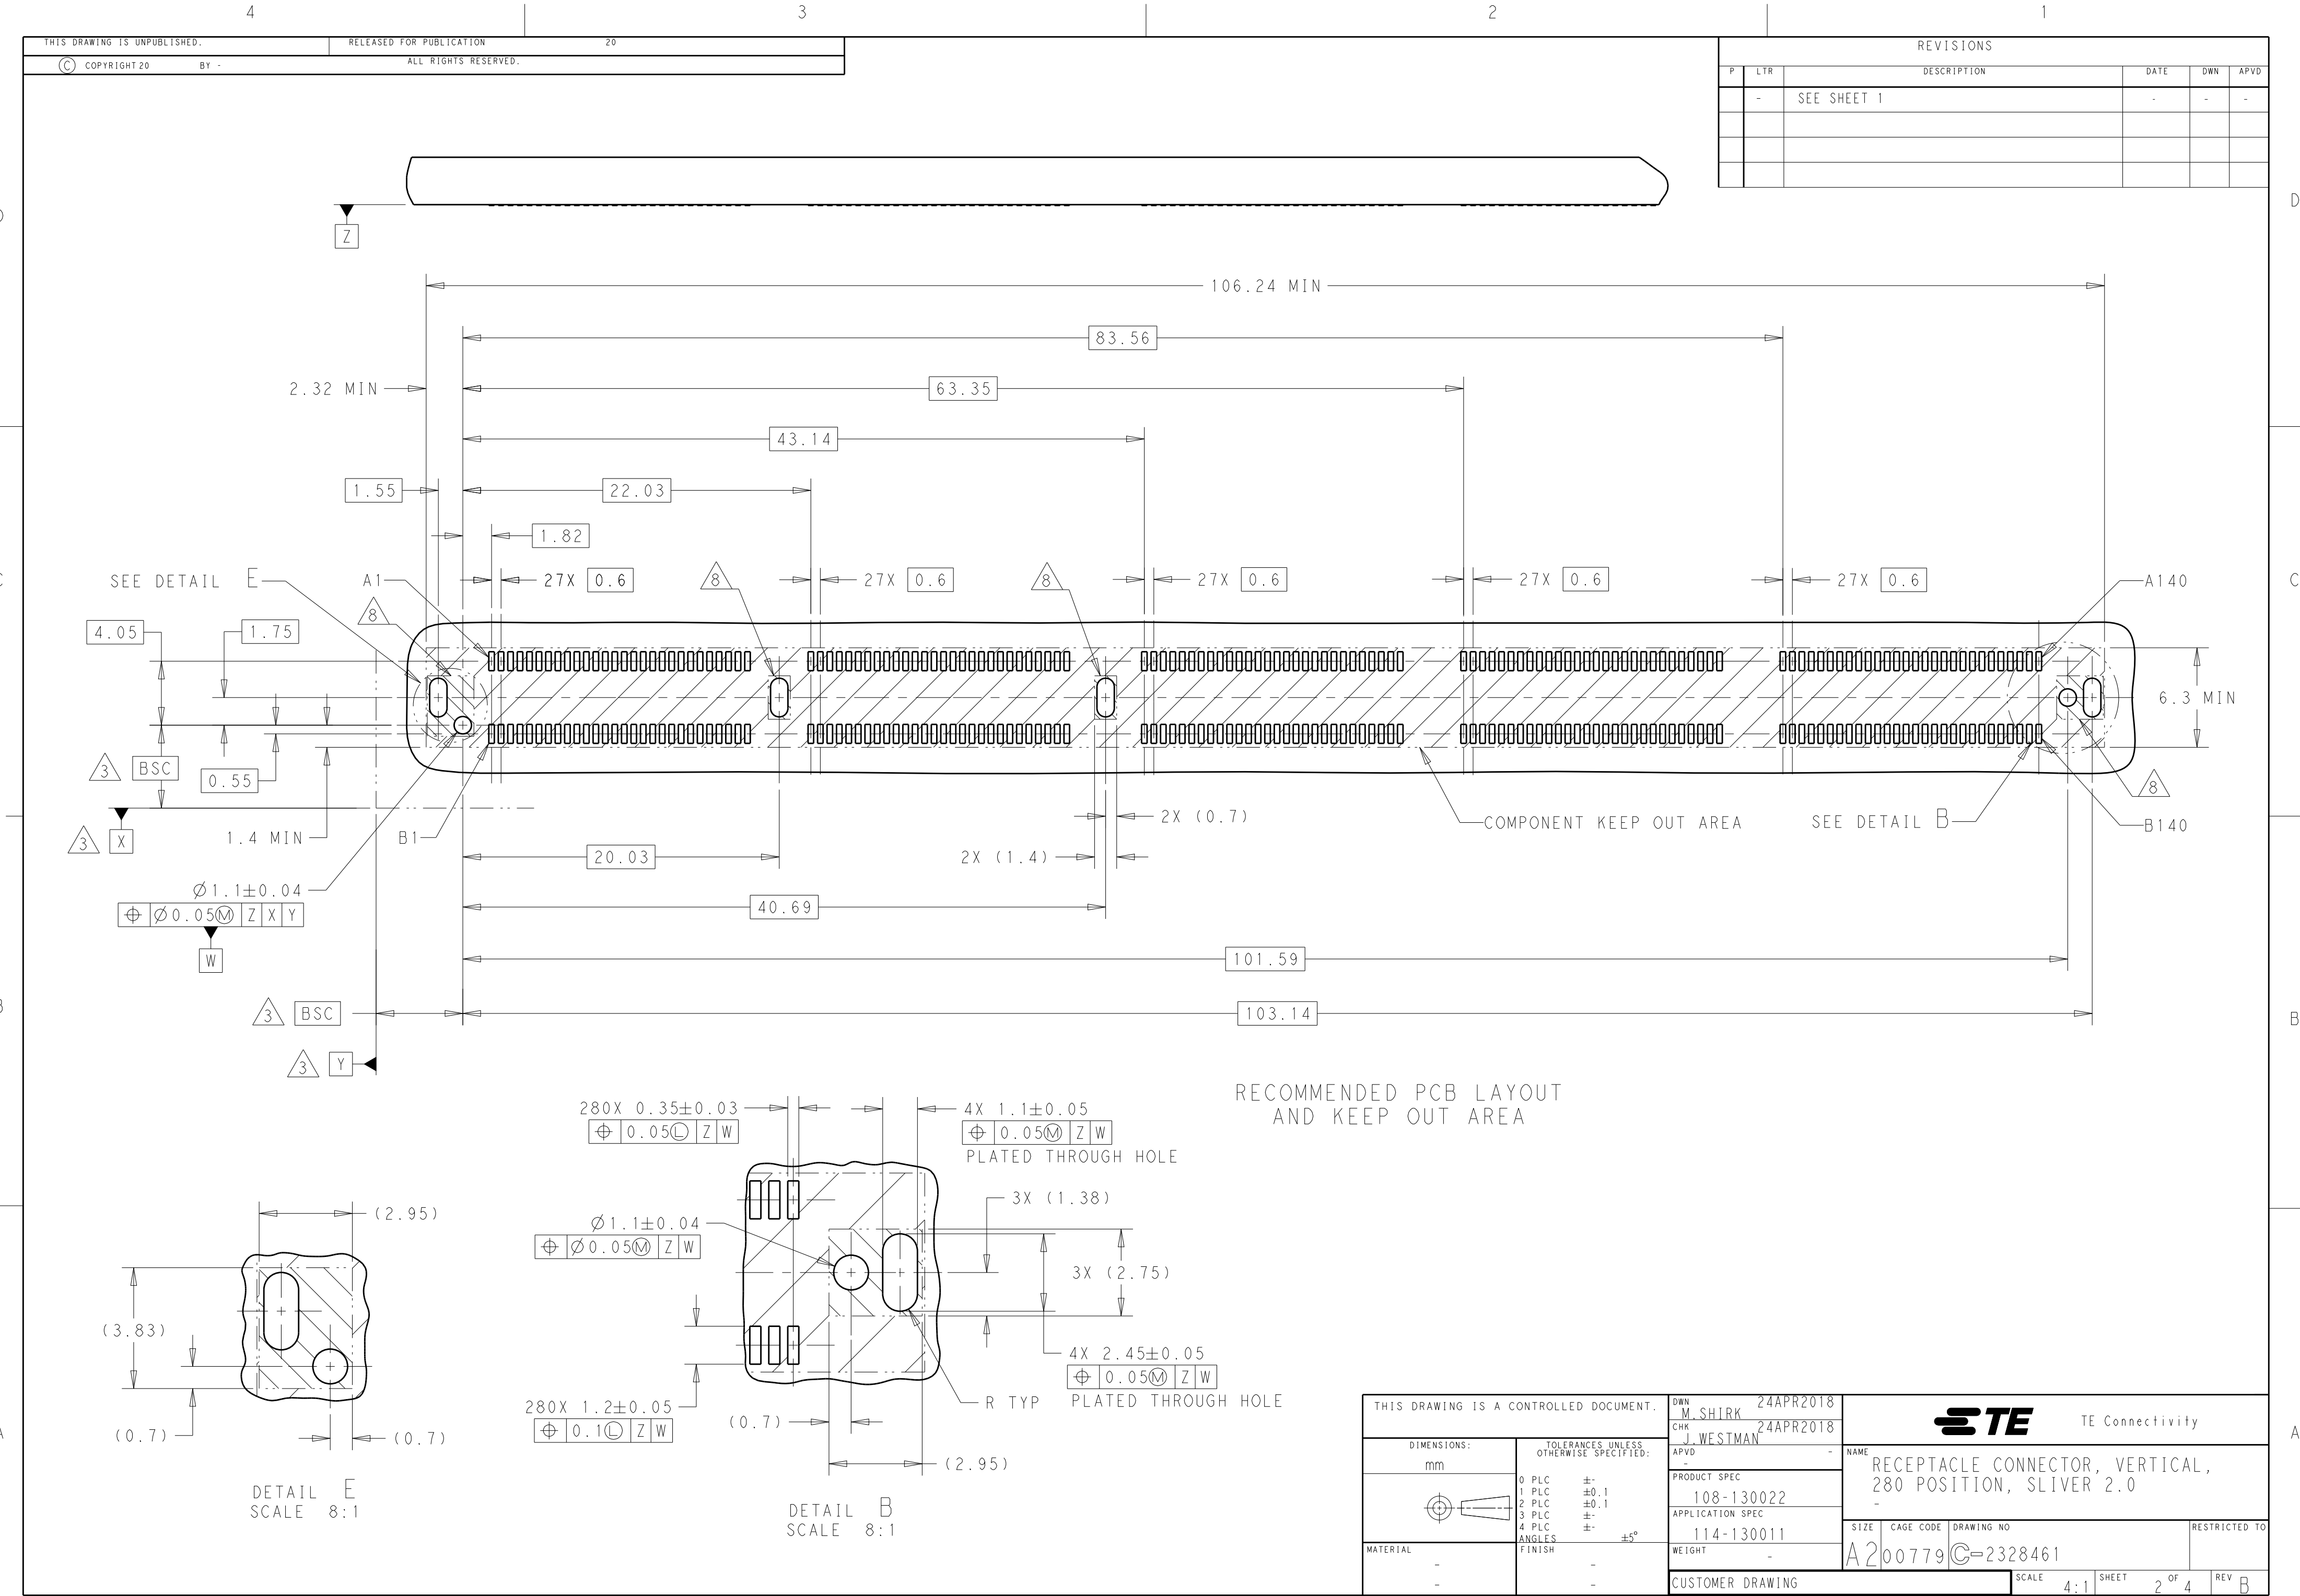 4 3 2 1
THIS DRAWING IS UNPUBLISHED. RELEASED FOR PUBLICATION 20
© COPYRIGHT 20 BY - ALL RIGHTS RESERVED.
REVISIONS
P LTR DESCRIPTION DATE DWN APVD
- SEE SHEET 1 - - -
D
Z
106.24 MIN
83.56
2.32 MIN
63.35
43.14
1.55
22.03
1.82
SEE DETAIL E
A1
27X 0.6
8
27X 0.6
8
27X 0.6
27X 0.6
27X 0.6
A140
C
4.05
1.75
8
6.3 MIN
3 BSC
0.55
8
3 X
1.4 MIN
B1
2X (0.7)
COMPONENT KEEP OUT AREA
SEE DETAIL B
B140
20.03
2X (1.4)
Ø1.1±0.04
⌖ Ø0.05Ⓜ Z X Y
W
40.69
101.59
3 BSC
103.14
B
3 Y
RECOMMENDED PCB LAYOUT
AND KEEP OUT AREA
280X 0.35±0.03
⌖ 0.05Ⓛ Z W
4X 1.1±0.05
⌖ 0.05Ⓜ Z W
PLATED THROUGH HOLE
3X (1.38)
Ø1.1±0.04
⌖ Ø0.05Ⓜ Z W
3X (2.75)
4X 2.45±0.05
⌖ 0.05Ⓜ Z W
PLATED THROUGH HOLE
R TYP
280X 1.2±0.05
⌖ 0.1Ⓛ Z W
(0.7)
(2.95)
DETAIL B
SCALE 8:1
(2.95)
(3.83)
(0.7)
(0.7)
DETAIL E
SCALE 8:1
A
THIS DRAWING IS A CONTROLLED DOCUMENT.
DIMENSIONS:
mm
TOLERANCES UNLESS
OTHERWISE SPECIFIED:
0 PLC ±-
1 PLC ±0.1
2 PLC ±0.1
3 PLC ±-
4 PLC ±-
ANGLES ±5°
MATERIAL
-
-
FINISH
-
-
DWN 24APR2018
M.SHIRK
CHK 24APR2018
J.WESTMAN
APVD -
-
PRODUCT SPEC
108-130022
APPLICATION SPEC
114-130011
WEIGHT -
CUSTOMER DRAWING
TE TE Connectivity
NAME
RECEPTACLE CONNECTOR, VERTICAL,
280 POSITION, SLIVER 2.0
-
SIZE CAGE CODE DRAWING NO RESTRICTED TO
A2 00779 C-2328461
SCALE 4:1 SHEET 2 OF 4 REV B